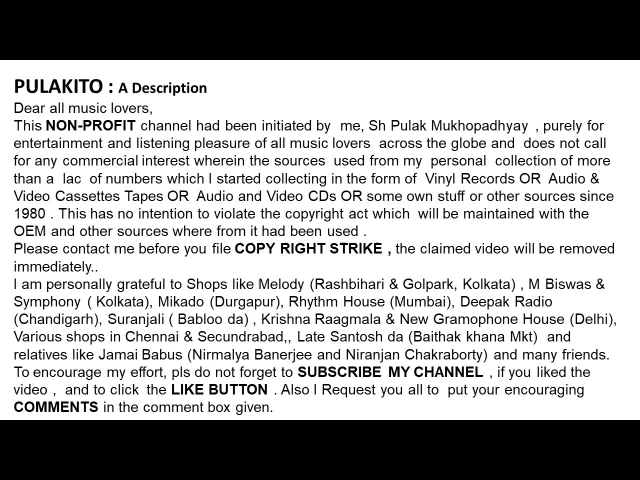 PULAKITO : A Description
Dear all music lovers,
This NON-PROFIT channel had been initiated by me, Sh Pulak Mukhopadhyay , purely for
entertainment and listening pleasure of all music lovers across the globe and does not call
for any commercial interest wherein the sources used from my personal collection of more
than a lac of numbers which I started collecting in the form of Vinyl Records OR Audio &
Video Cassettes Tapes OR Audio and Video CDs OR some own stuff or other sources since
1980 . This has no intention to violate the copyright act which will be maintained with the
OEM and other sources where from it had been used .
Please contact me before you file COPY RIGHT STRIKE , the claimed video will be removed
immediately..
I am personally grateful to Shops like Melody (Rashbihari & Golpark, Kolkata) , M Biswas &
Symphony ( Kolkata), Mikado (Durgapur), Rhythm House (Mumbai), Deepak Radio
(Chandigarh), Suranjali ( Babloo da) , Krishna Raagmala & New Gramophone House (Delhi),
Various shops in Chennai & Secundrabad,, Late Santosh da (Baithak khana Mkt) and
relatives like Jamai Babus (Nirmalya Banerjee and Niranjan Chakraborty) and many friends.
To encourage my effort, pls do not forget to SUBSCRIBE MY CHANNEL , if you liked the
video , and to click the LIKE BUTTON . Also I Request you all to put your encouraging
COMMENTS in the comment box given.